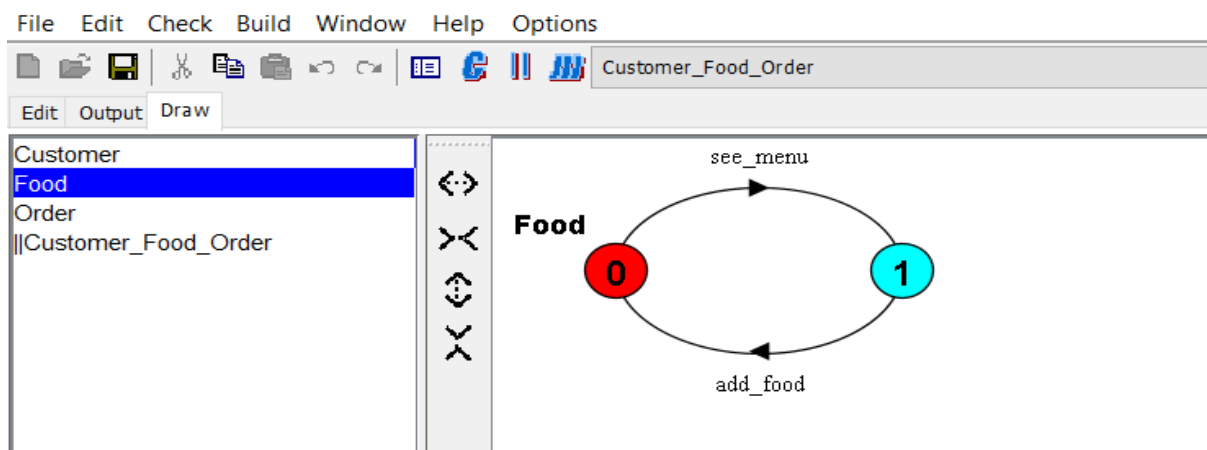 File Edit Check Build Window Help Options
Customer_Food_Order
Edit Output Draw
Customer
Food
Order
||Customer_Food_Order
see_menu
Food
0
1
add_food